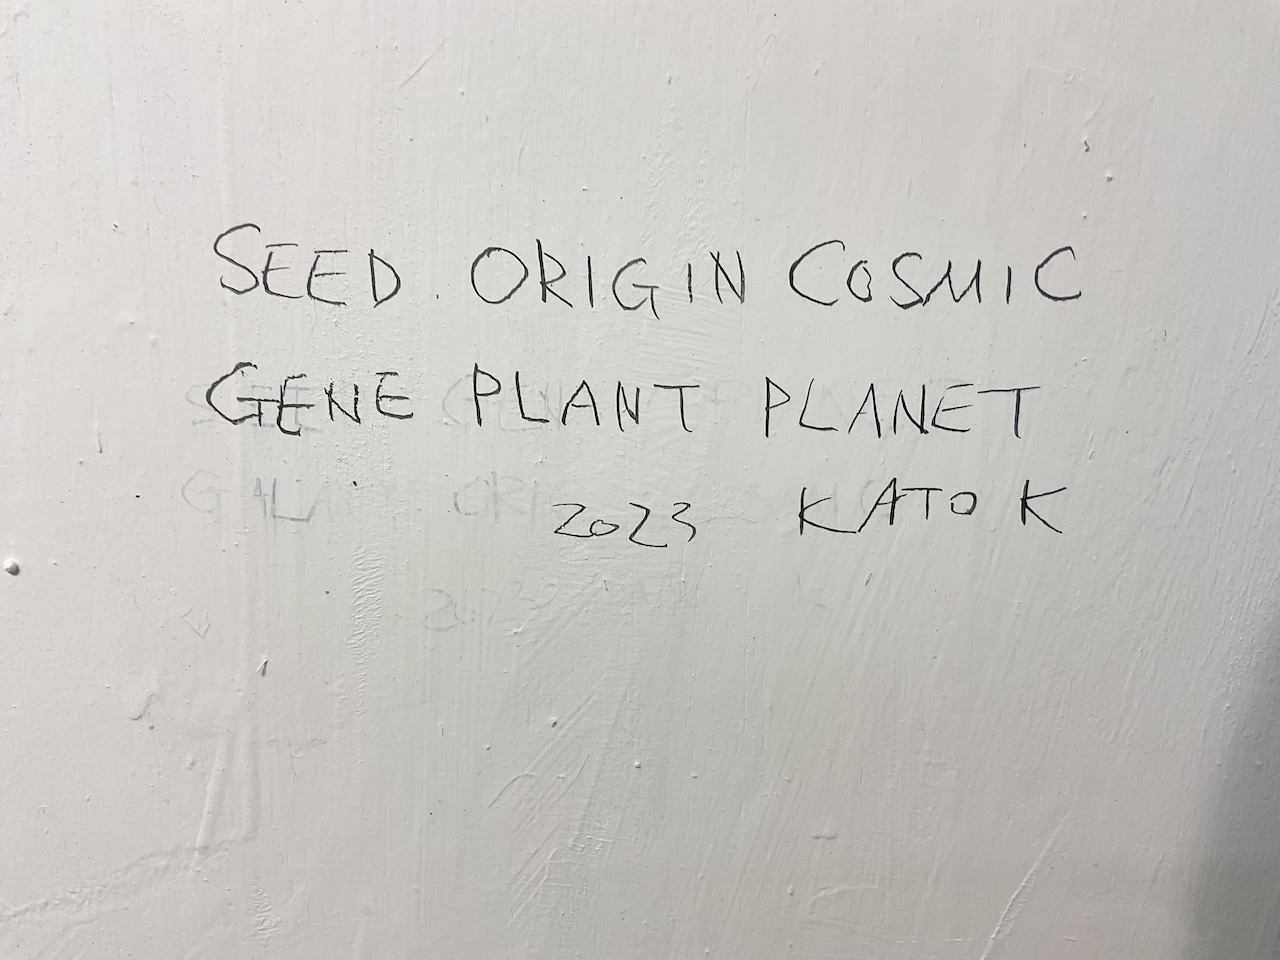 SEED ORIGIN COSMIC
GENE PLANT PLANET
2023 KATO K